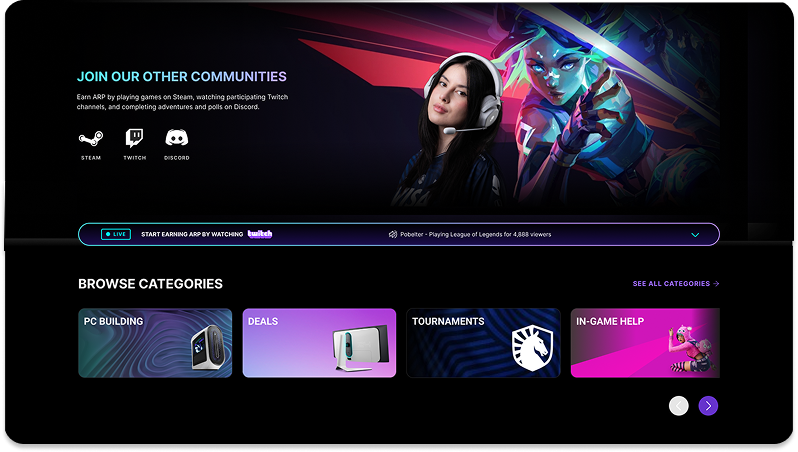 JOIN OUR OTHER COMMUNITIES
Earn ARP by playing games on Steam, watching participating Twitch
channels, and completing adventures and polls on Discord.
STEAM TWITCH DISCORD
VISA
LIVE START EARNING ARP BY WATCHING twitch Pobelter - Playing League of Legends for 4,888 viewers
BROWSE CATEGORIES SEE ALL CATEGORIES
PC BUILDING DEALS TOURNAMENTS IN-GAME HELP